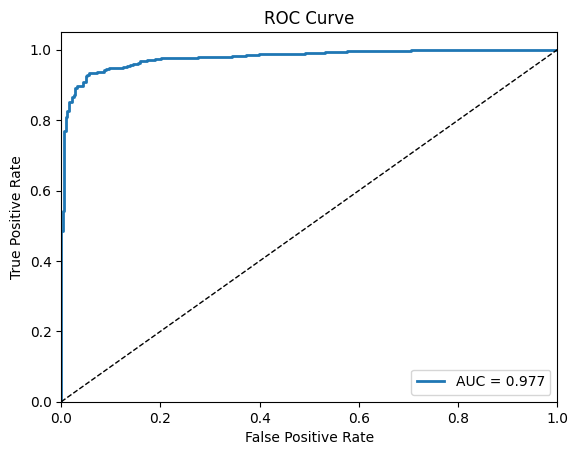 ROC Curve
True Positive Rate
1.0
0.8
0.6
0.4
0.2
0.0
AUC = 0.977
0.0 0.2 0.4 0.6 0.8 1.0
False Positive Rate